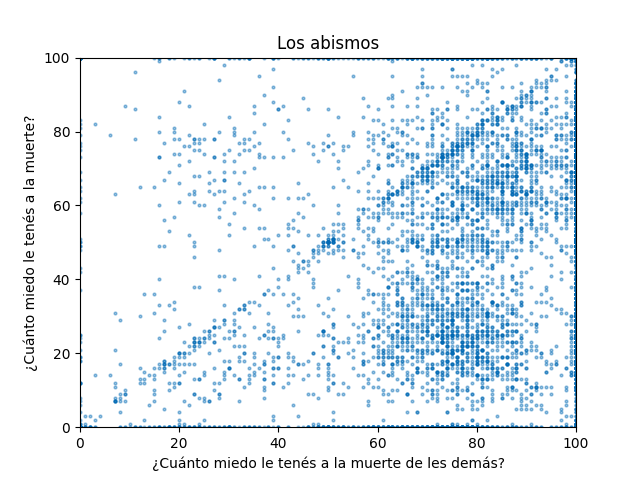 Los abismos
100
80
60
40
20
0
¿Cuánto miedo le tenés a la muerte?
0 20 40 60 80 100
¿Cuánto miedo le tenés a la muerte de les demás?